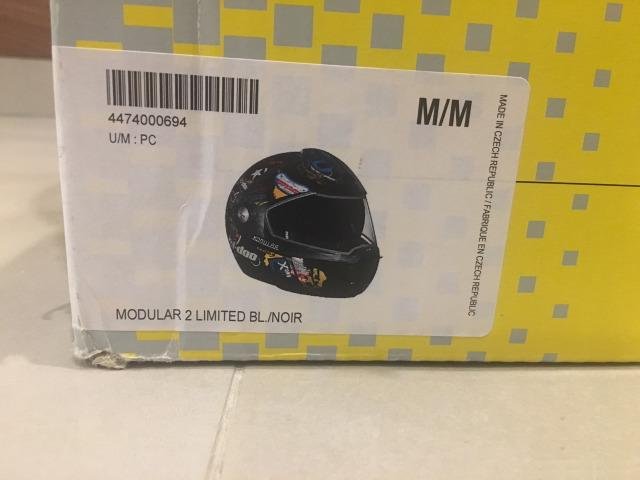 4474000694
M/M
U/M : PC
MADE IN CZECH REPUBLIC / FABRIQUE EN CZECH REPUBLIC
MODULAR 2 LIMITED BL./NOIR